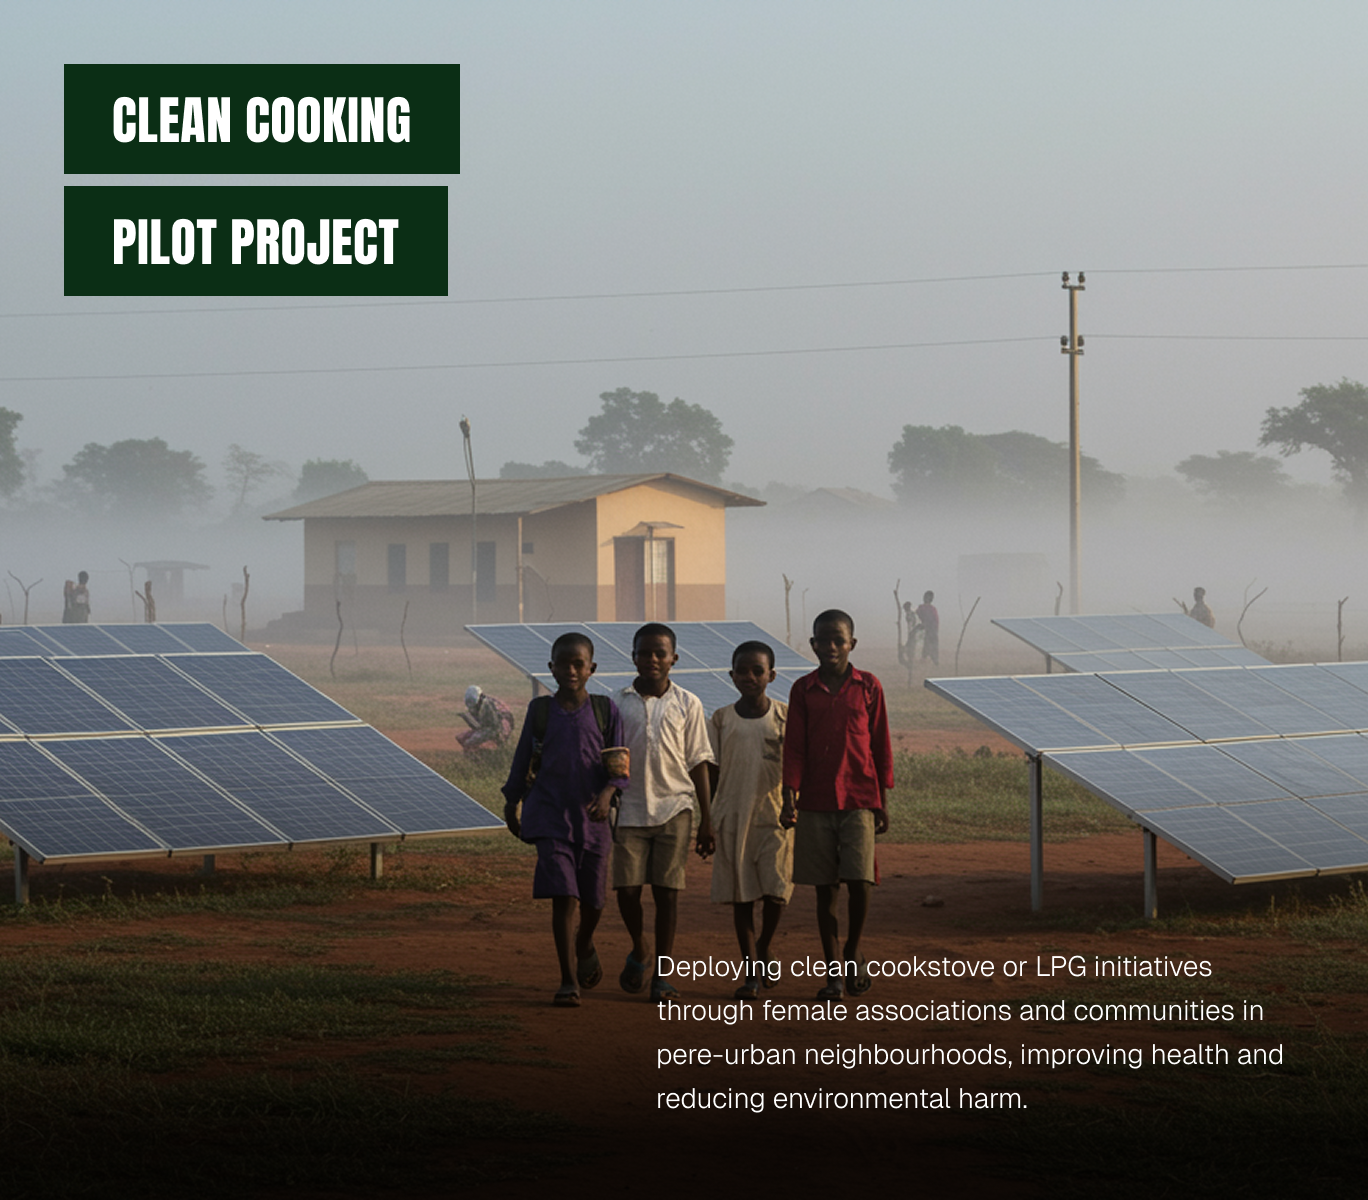 CLEAN COOKING
PILOT PROJECT
Deploying clean cookstove or LPG initiatives
through female associations and communities in
pere-urban neighbourhoods, improving health and
reducing environmental harm.